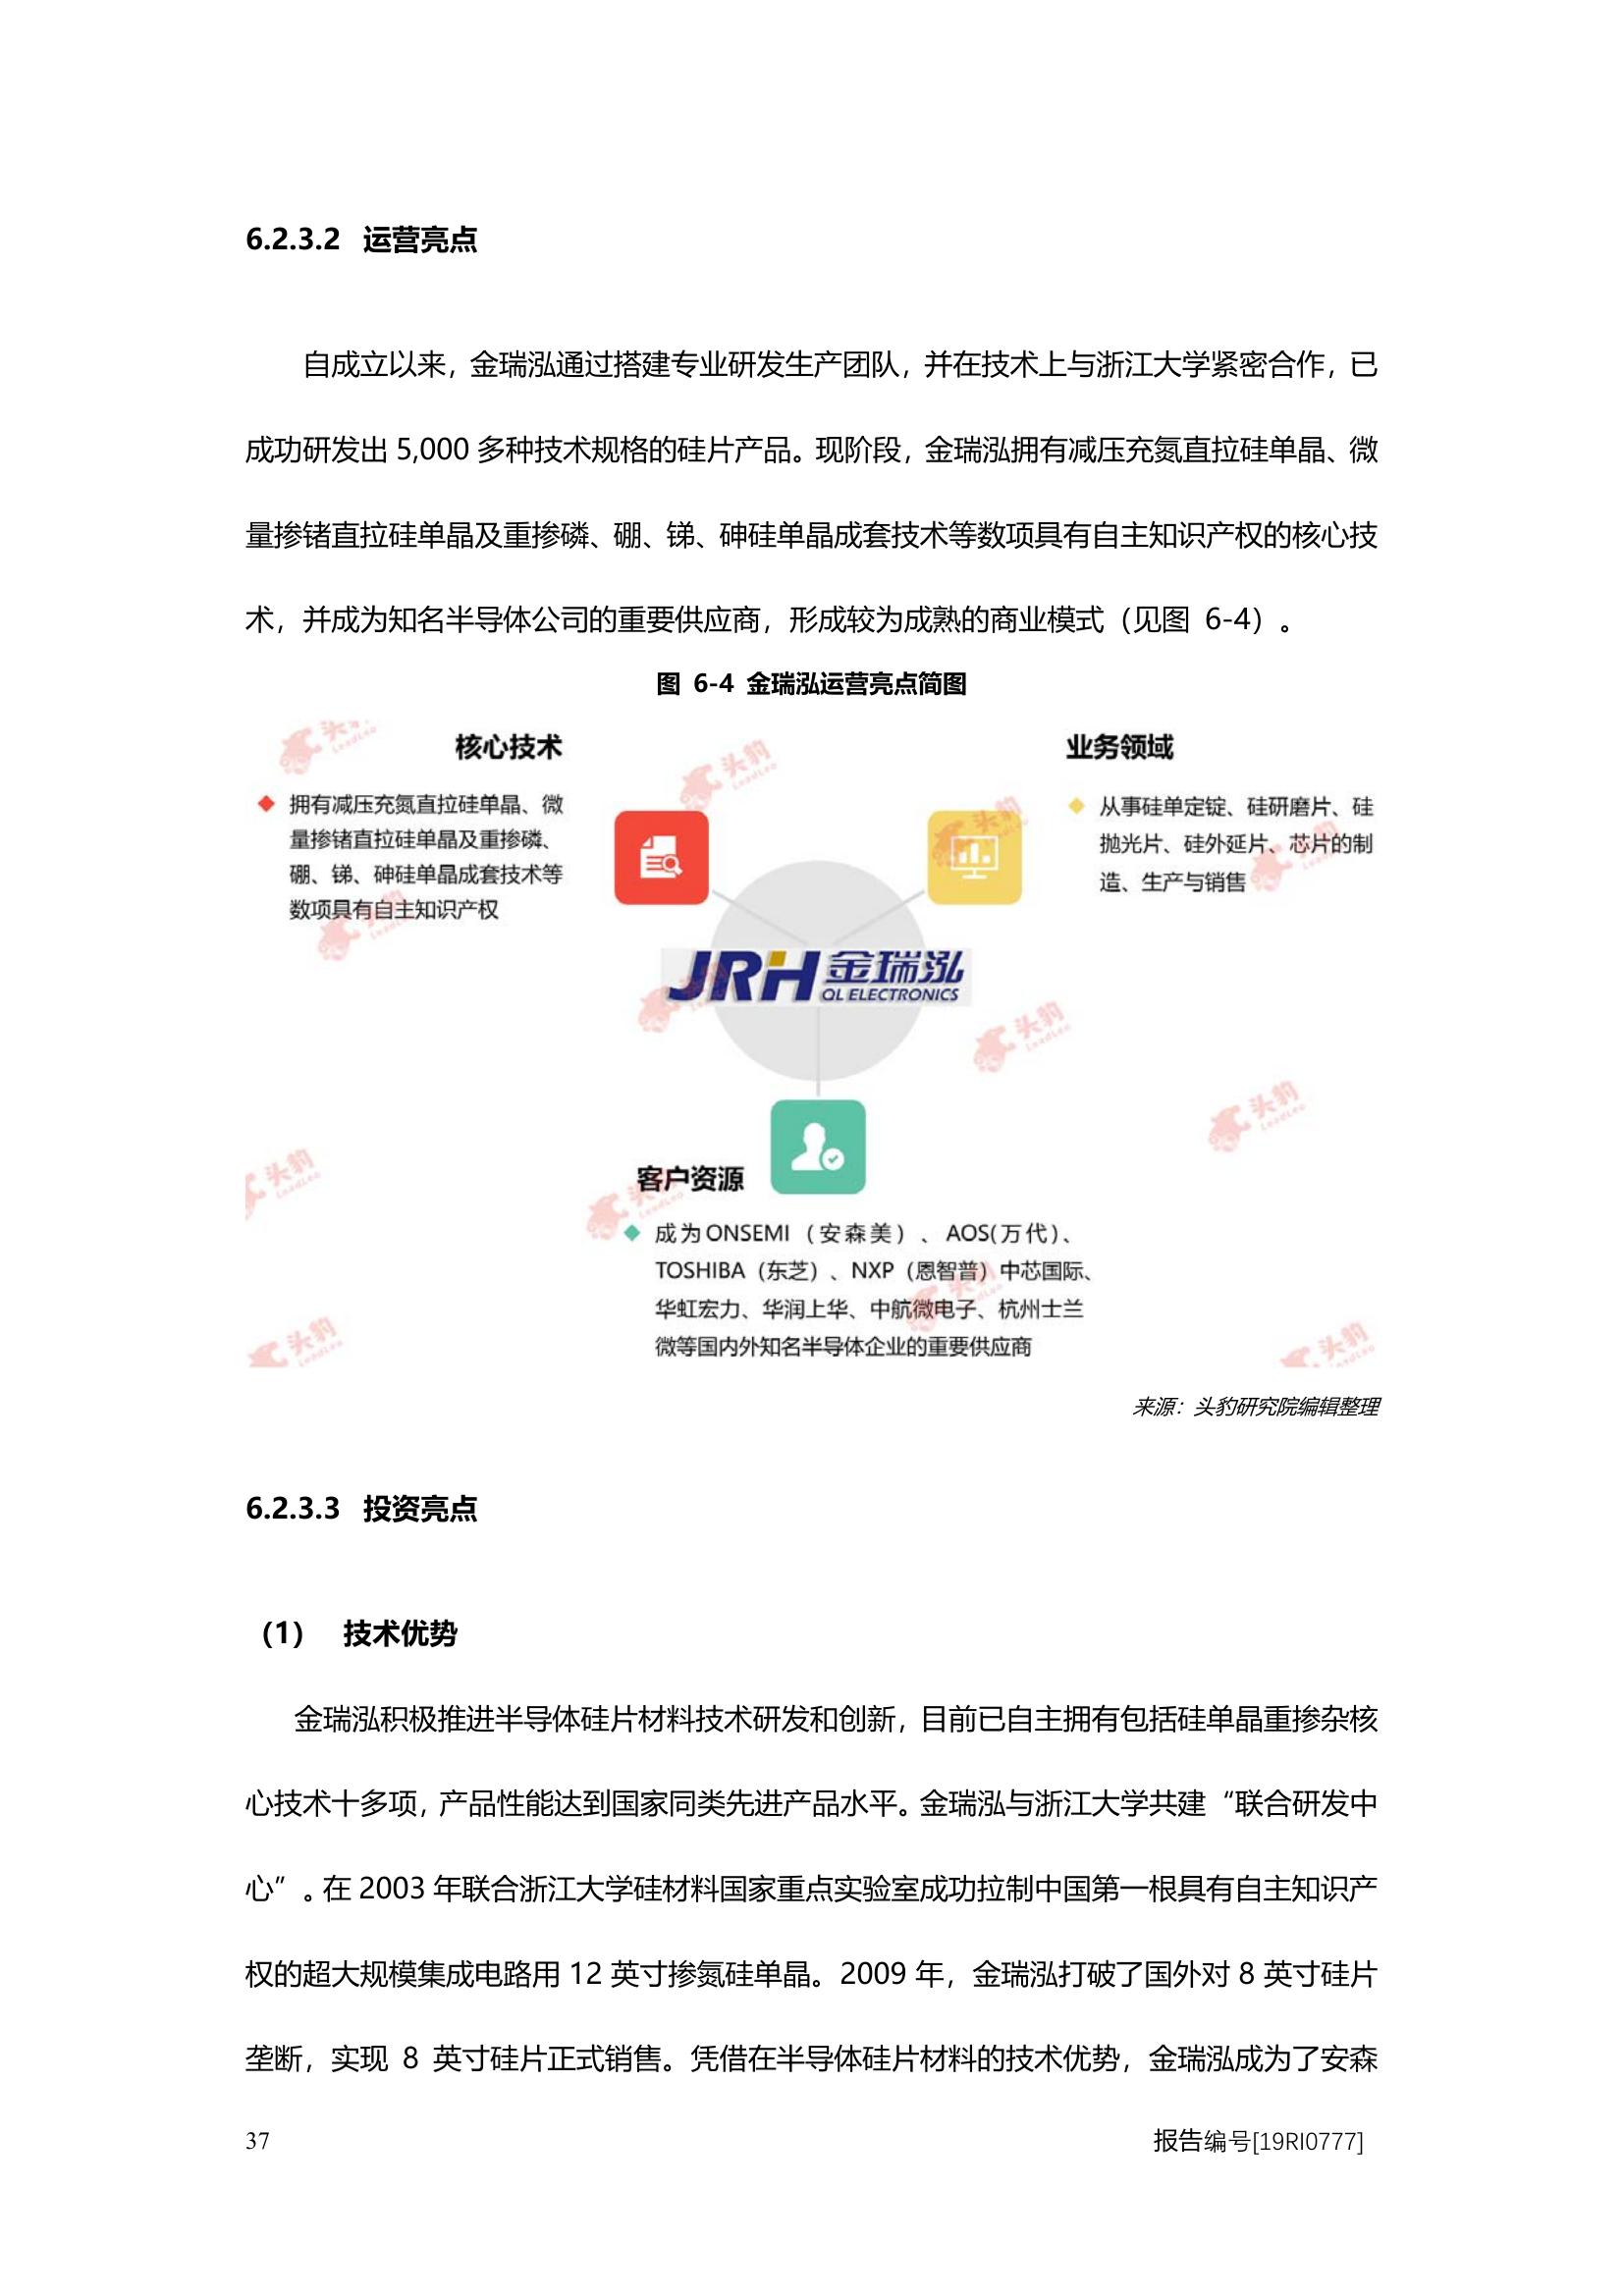 6.2.3.2 运营亮点
自成立以来，金瑞泓通过搭建专业研发生产团队，并在技术上与浙江大学紧密合作，已
成功研发出 5,000 多种技术规格的硅片产品。现阶段，金瑞泓拥有减压充氮直拉硅单晶、微
量掺锗直拉硅单晶及重掺磷、硼、锑、砷硅单晶成套技术等数项具有自主知识产权的核心技
术，并成为知名半导体公司的重要供应商，形成较为成熟的商业模式（见图 6-4）。
图 6-4 金瑞泓运营亮点简图
核心技术
拥有减压充氮直拉硅单晶、微
量掺锗直拉硅单晶及重掺磷、
硼、锑、砷硅单晶成套技术等
数项具有自主知识产权
业务领域
从事硅单定锭、硅研磨片、硅
抛光片、硅外延片、芯片的制
造、生产与销售
JRH 金瑞泓
QL ELECTRONICS
客户资源
成为ONSEMI（安森美）、AOS(万代)、
TOSHIBA（东芝）、NXP（恩智普）中芯国际、
华虹宏力、华润上华、中航微电子、杭州士兰
微等国内外知名半导体企业的重要供应商
头豹
LeadLeo
来源：头豹研究院编辑整理
6.2.3.3 投资亮点
（1） 技术优势
金瑞泓积极推进半导体硅片材料技术研发和创新，目前已自主拥有包括硅单晶重掺杂核
心技术十多项，产品性能达到国家同类先进产品水平。金瑞泓与浙江大学共建“联合研发中
心”。在 2003 年联合浙江大学硅材料国家重点实验室成功拉制中国第一根具有自主知识产
权的超大规模集成电路用 12 英寸掺氮硅单晶。2009 年，金瑞泓打破了国外对 8 英寸硅片
垄断，实现 8 英寸硅片正式销售。凭借在半导体硅片材料的技术优势，金瑞泓成为了安森
37
报告编号[19RI0777]